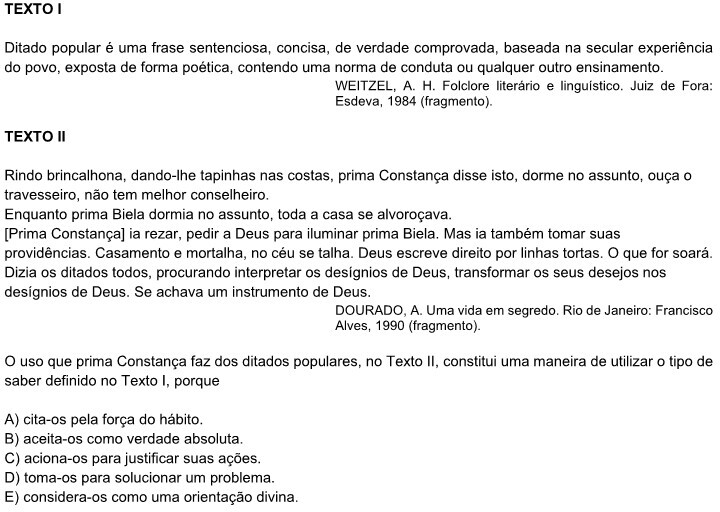 TEXTO I
Ditado popular é uma frase sentenciosa, concisa, de verdade comprovada, baseada na secular experiência
do povo, exposta de forma poética, contendo uma norma de conduta ou qualquer outro ensinamento.
WEITZEL, A. H. Folclore literário e linguístico. Juiz de Fora:
Esdeva, 1984 (fragmento).
TEXTO II
Rindo brincalhona, dando-lhe tapinhas nas costas, prima Constança disse isto, dorme no assunto, ouça o
travesseiro, não tem melhor conselheiro.
Enquanto prima Biela dormia no assunto, toda a casa se alvoroçava.
[Prima Constança] ia rezar, pedir a Deus para iluminar prima Biela. Mas ia também tomar suas
providências. Casamento e mortalha, no céu se talha. Deus escreve direito por linhas tortas. O que for soará.
Dizia os ditados todos, procurando interpretar os desígnios de Deus, transformar os seus desejos nos
desígnios de Deus. Se achava um instrumento de Deus.
DOURADO, A. Uma vida em segredo. Rio de Janeiro: Francisco
Alves, 1990 (fragmento).
O uso que prima Constança faz dos ditados populares, no Texto II, constitui uma maneira de utilizar o tipo de
saber definido no Texto I, porque
A) cita-os pela força do hábito.
B) aceita-os como verdade absoluta.
C) aciona-os para justificar suas ações.
D) toma-os para solucionar um problema.
E) considera-os como uma orientação divina.